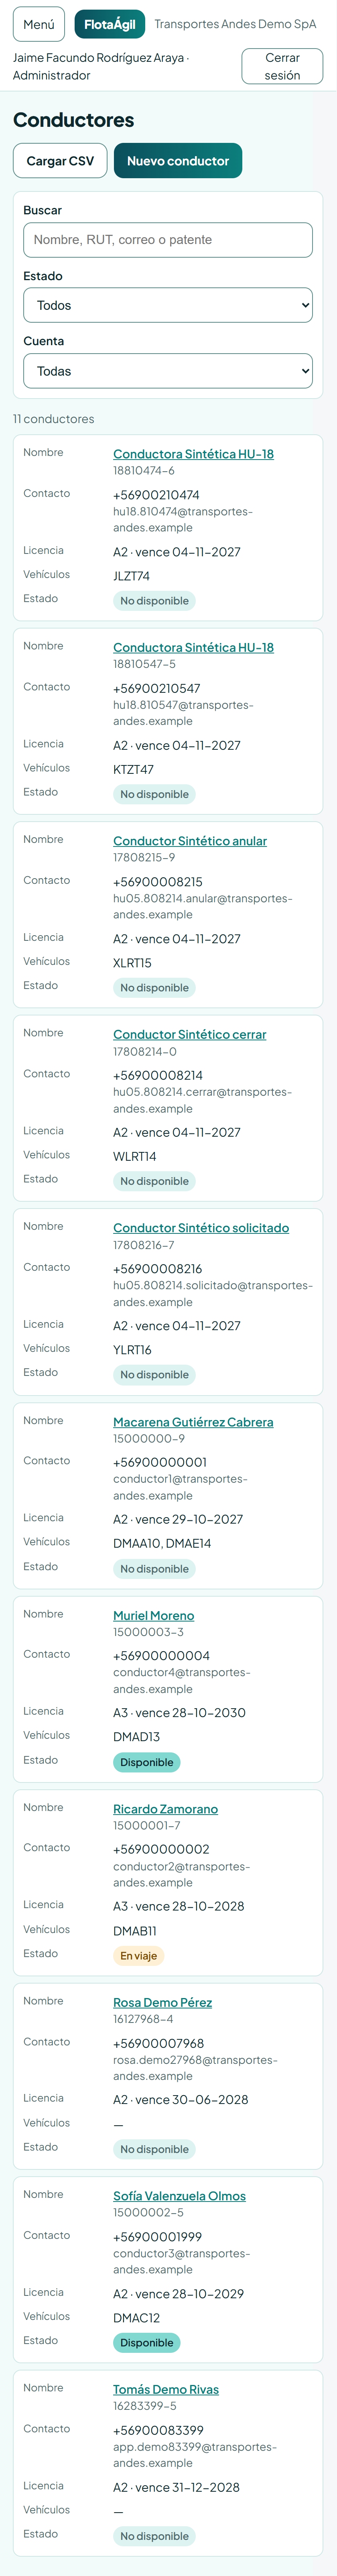 Menú FlotaÁgil Transportes Andes Demo SpA
Jaime Facundo Rodríguez Araya ·
Administrador
Cerrar
sesión
Conductores
Cargar CSV Nuevo conductor
Buscar
Nombre, RUT, correo o patente
Estado
Todos
Cuenta
Todas
11 conductores
Nombre Conductora Sintética HU-18
18810474-6
Contacto +56900210474
hu18.810474@transportes-
andes.example
Licencia A2 · vence 04-11-2027
Vehículos JLZT74
Estado No disponible
Nombre Conductora Sintética HU-18
18810547-5
Contacto +56900210547
hu18.810547@transportes-
andes.example
Licencia A2 · vence 04-11-2027
Vehículos KTZT47
Estado No disponible
Nombre Conductor Sintético anular
17808215-9
Contacto +56900008215
hu05.808214.anular@transportes-
andes.example
Licencia A2 · vence 04-11-2027
Vehículos XLRT15
Estado No disponible
Nombre Conductor Sintético cerrar
17808214-0
Contacto +56900008214
hu05.808214.cerrar@transportes-
andes.example
Licencia A2 · vence 04-11-2027
Vehículos WLRT14
Estado No disponible
Nombre Conductor Sintético solicitado
17808216-7
Contacto +56900008216
hu05.808214.solicitado@transportes-
andes.example
Licencia A2 · vence 04-11-2027
Vehículos YLRT16
Estado No disponible
Nombre Macarena Gutiérrez Cabrera
15000000-9
Contacto +56900000001
conductor1@transportes-
andes.example
Licencia A2 · vence 29-10-2027
Vehículos DMAA10, DMAE14
Estado No disponible
Nombre Muriel Moreno
15000003-3
Contacto +56900000004
conductor4@transportes-
andes.example
Licencia A3 · vence 28-10-2030
Vehículos DMAD13
Estado Disponible
Nombre Ricardo Zamorano
15000001-7
Contacto +56900000002
conductor2@transportes-
andes.example
Licencia A3 · vence 28-10-2028
Vehículos DMAB11
Estado En viaje
Nombre Rosa Demo Pérez
16127968-4
Contacto +56900007968
rosa.demo27968@transportes-
andes.example
Licencia A2 · vence 30-06-2028
Vehículos —
Estado No disponible
Nombre Sofía Valenzuela Olmos
15000002-5
Contacto +56900001999
conductor3@transportes-
andes.example
Licencia A2 · vence 28-10-2029
Vehículos DMAC12
Estado Disponible
Nombre Tomás Demo Rivas
16283399-5
Contacto +56900083399
app.demo83399@transportes-
andes.example
Licencia A2 · vence 31-12-2028
Vehículos —
Estado No disponible